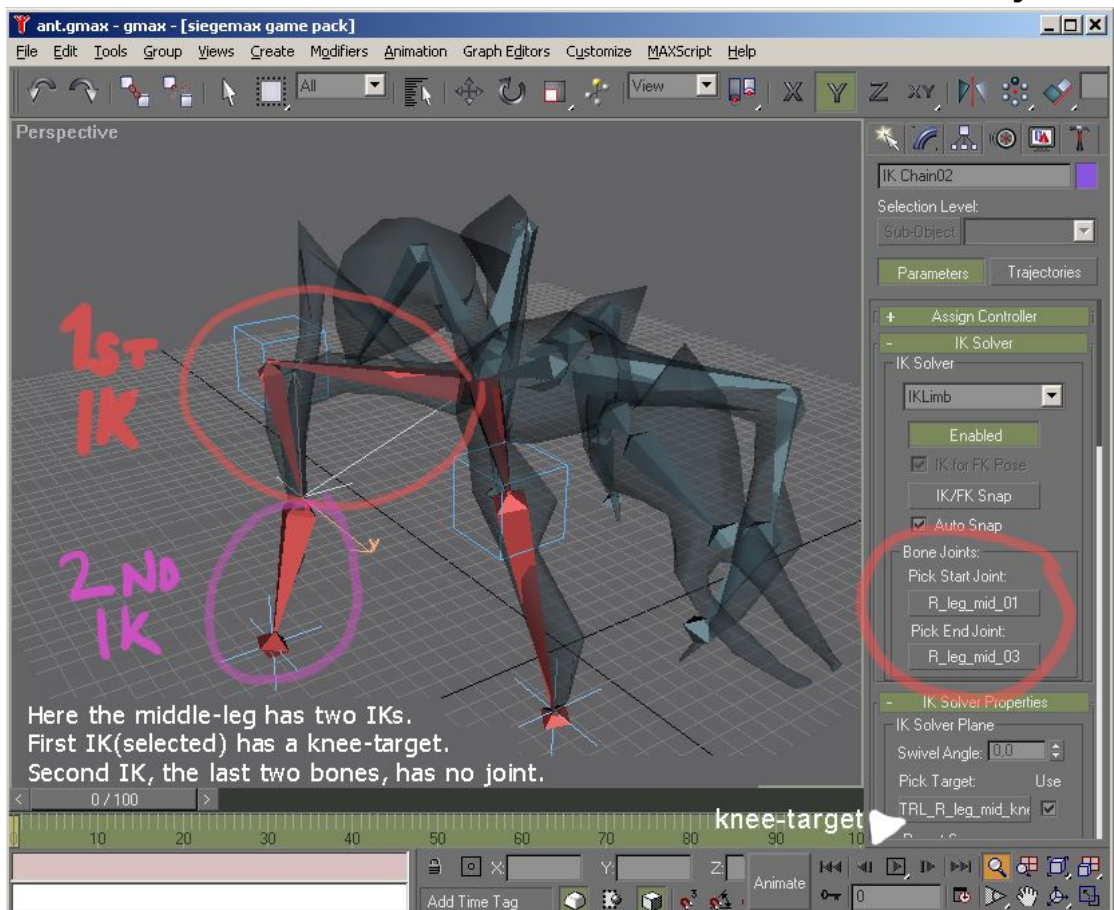 ant.gmax - gmax - [siegemax game pack]
File Edit Tools Group Views Create Modifiers Animation Graph Editors Customize MAXScript Help
All
View
X Y Z XY
Perspective
IK Chain02
Selection Level:
Sub-Object
Parameters Trajectories
+ Assign Controller
- IK Solver
IK Solver
IKLimb
Enabled
IK for FK Pose
IK/FK Snap
Auto Snap
Bone Joints:
Pick Start Joint:
R_leg_mid_01
Pick End Joint:
R_leg_mid_03
- IK Solver Properties
IK Solver Plane
Swivel Angle: 0.0
Pick Target: Use
TRL_R_leg_mid_kne
1ST
IK
2ND
IK
y
Here the middle-leg has two IKs.
First IK(selected) has a knee-target.
Second IK, the last two bones, has no joint.
knee-target
< 0 / 100 >
10 20 30 40 50 60 70 80 90 10
X: Y: Z:
Add Time Tag
Animate
0